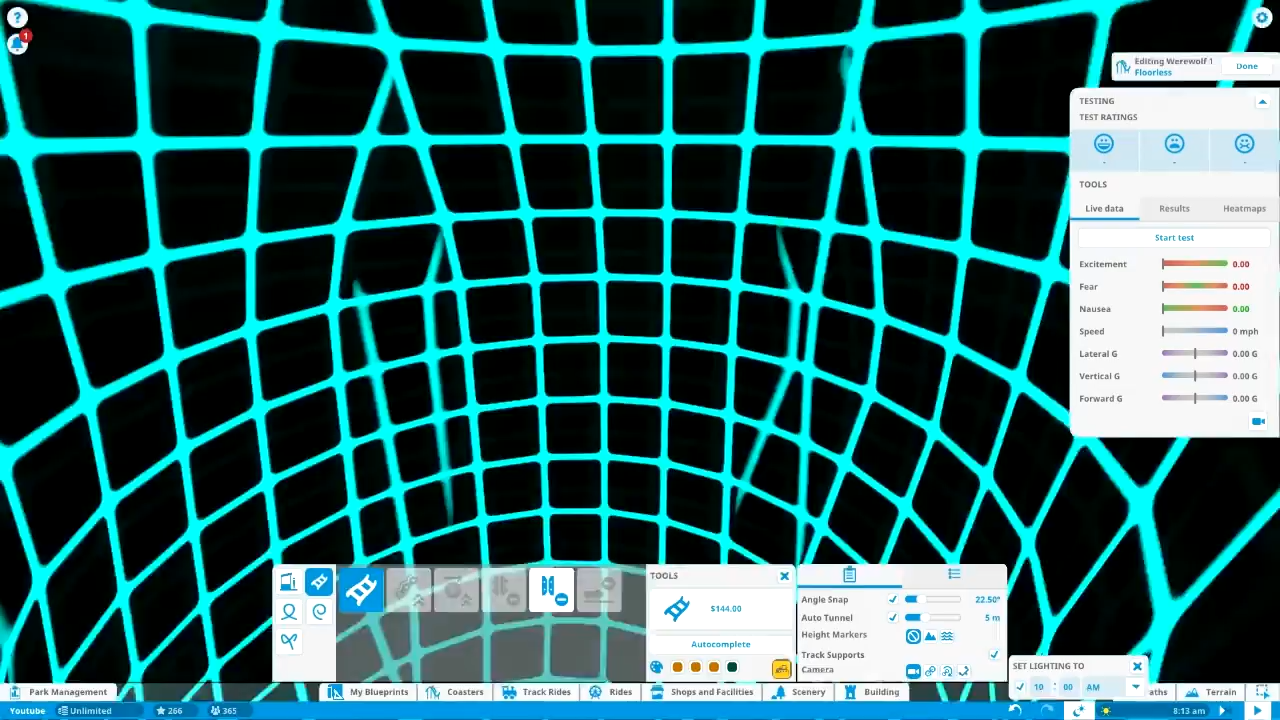 ?
1
Editing Werewolf 1
Floorless
Done
TESTING
TEST RATINGS
-
-
-
TOOLS
Live data
Results
Heatmaps
Start test
Excitement 0.00
Fear 0.00
Nausea 0.00
Speed 0 mph
Lateral G 0.00 G
Vertical G 0.00 G
Forward G 0.00 G
TOOLS
$144.00
Autocomplete
Angle Snap 22.50°
Auto Tunnel 5 m
Height Markers
Track Supports
Camera
SET LIGHTING TO
10 : 00 AM
Park Management
My Blueprints
Coasters
Track Rides
Rides
Shops and Facilities
Scenery
Building
aths
Terrain
Youtube
Unlimited
266
365
8:13 am